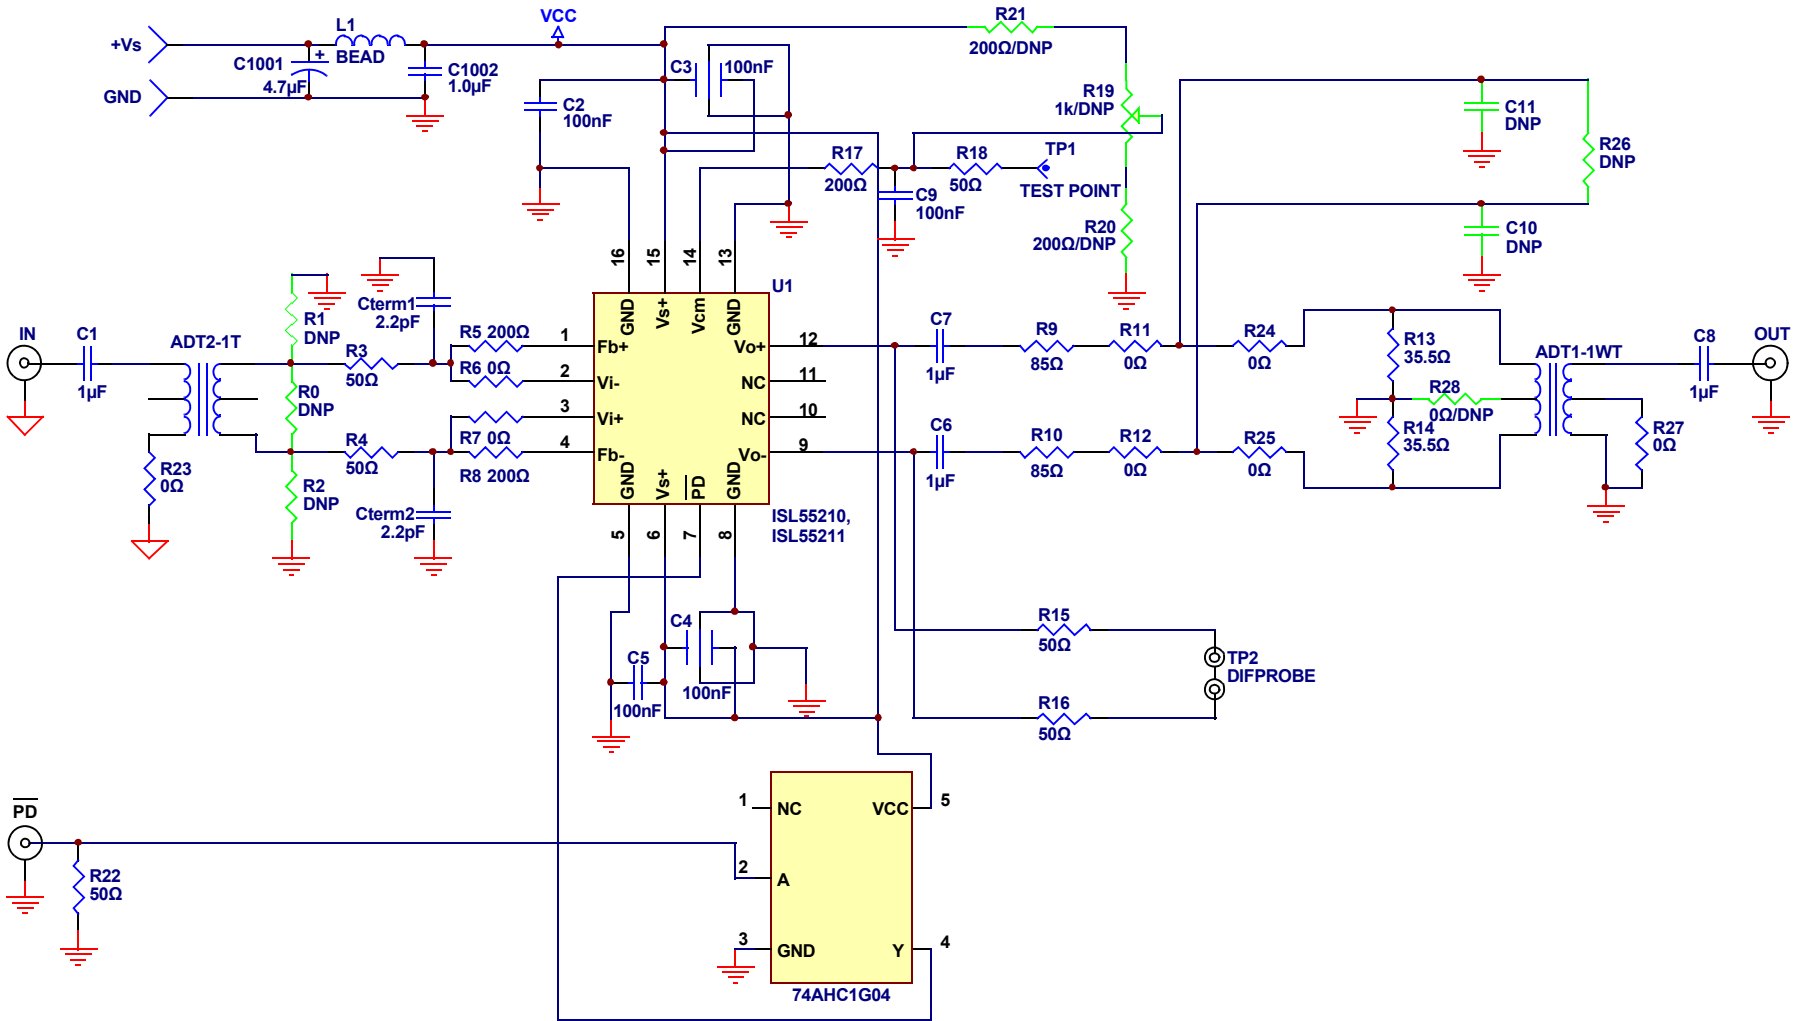 +Vs
GND
C1001
4.7µF
+
L1
BEAD
C1002
1.0µF
VCC
C2
100nF
C3
100nF
R21
200Ω/DNP
R19
1k/DNP
R17
200Ω
R18
50Ω
TP1
TEST POINT
C9
100nF
R20
200Ω/DNP
C11
DNP
R26
DNP
C10
DNP
IN
C1
1µF
ADT2-1T
R23
0Ω
R1
DNP
R0
DNP
R2
DNP
R3
50Ω
R4
50Ω
Cterm1
2.2pF
Cterm2
2.2pF
R5 200Ω
R6 0Ω
R7 0Ω
R8 200Ω
U1
16
15
14
13
GND
Vs+
Vcm
GND
1
Fb+
2
Vi-
3
Vi+
4
Fb-
12
Vo+
11
NC
10
NC
9
Vo-
GND
Vs+
PD
GND
5
6
7
8
ISL55210,
ISL55211
C7
1µF
R9
85Ω
R11
0Ω
R24
0Ω
C6
1µF
R10
85Ω
R12
0Ω
R25
0Ω
R13
35.5Ω
R28
0Ω/DNP
R14
35.5Ω
ADT1-1WT
R27
0Ω
C8
1µF
OUT
C4
100nF
C5
100nF
R15
50Ω
R16
50Ω
TP2
DIFPROBE
PD
R22
50Ω
1
NC
VCC
5
2
A
3
GND
Y
4
74AHC1G04